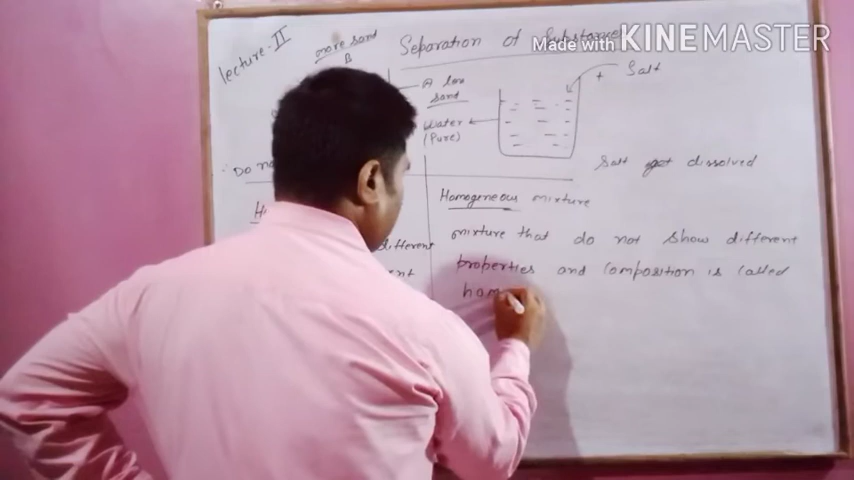 Lecture-II
more sand
B
Separation of Substance
Made with KINEMASTER
A less
sand
Water
(Pure)
+ Salt
Salt get dissolved
Do no
H
Homogeneous mixture
different
ent
mixture that do not show different
properties and composition is called
hom